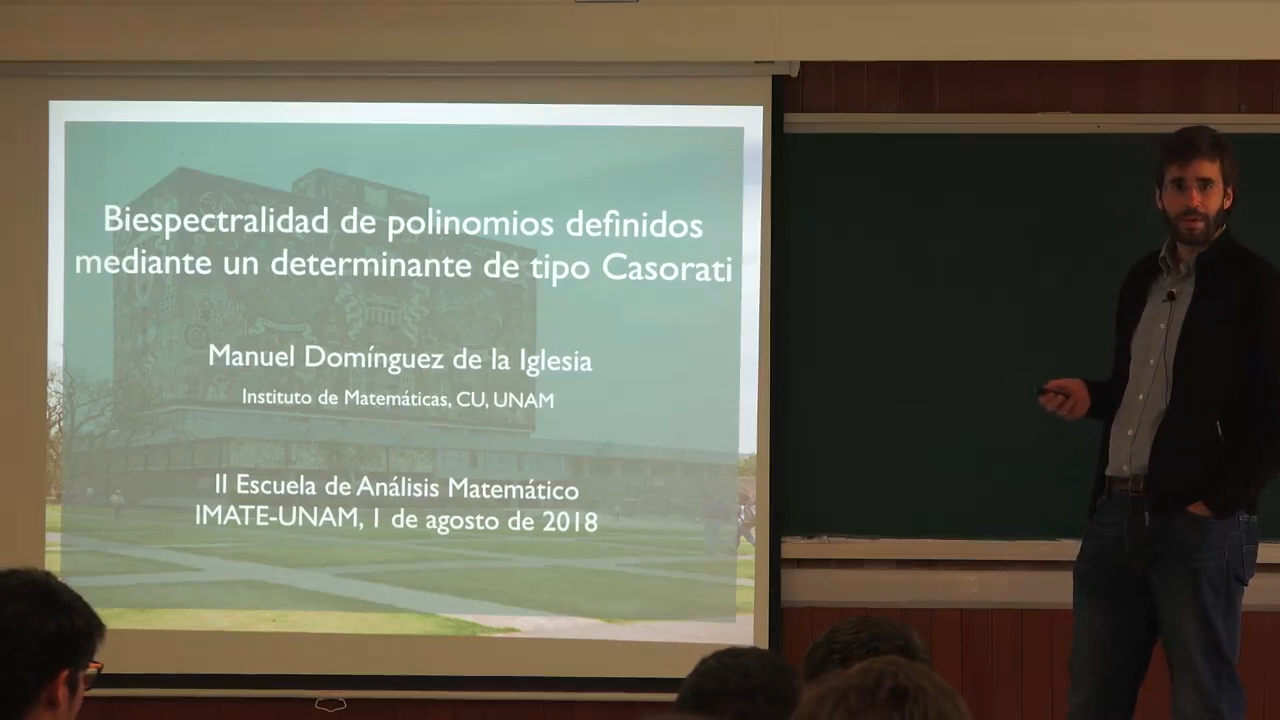 Biespectralidad de polinomios definidos
mediante un determinante de tipo Casorati
Manuel Domínguez de la Iglesia
Instituto de Matemáticas, CU, UNAM
II Escuela de Análisis Matemático
IMATE-UNAM, 1 de agosto de 2018